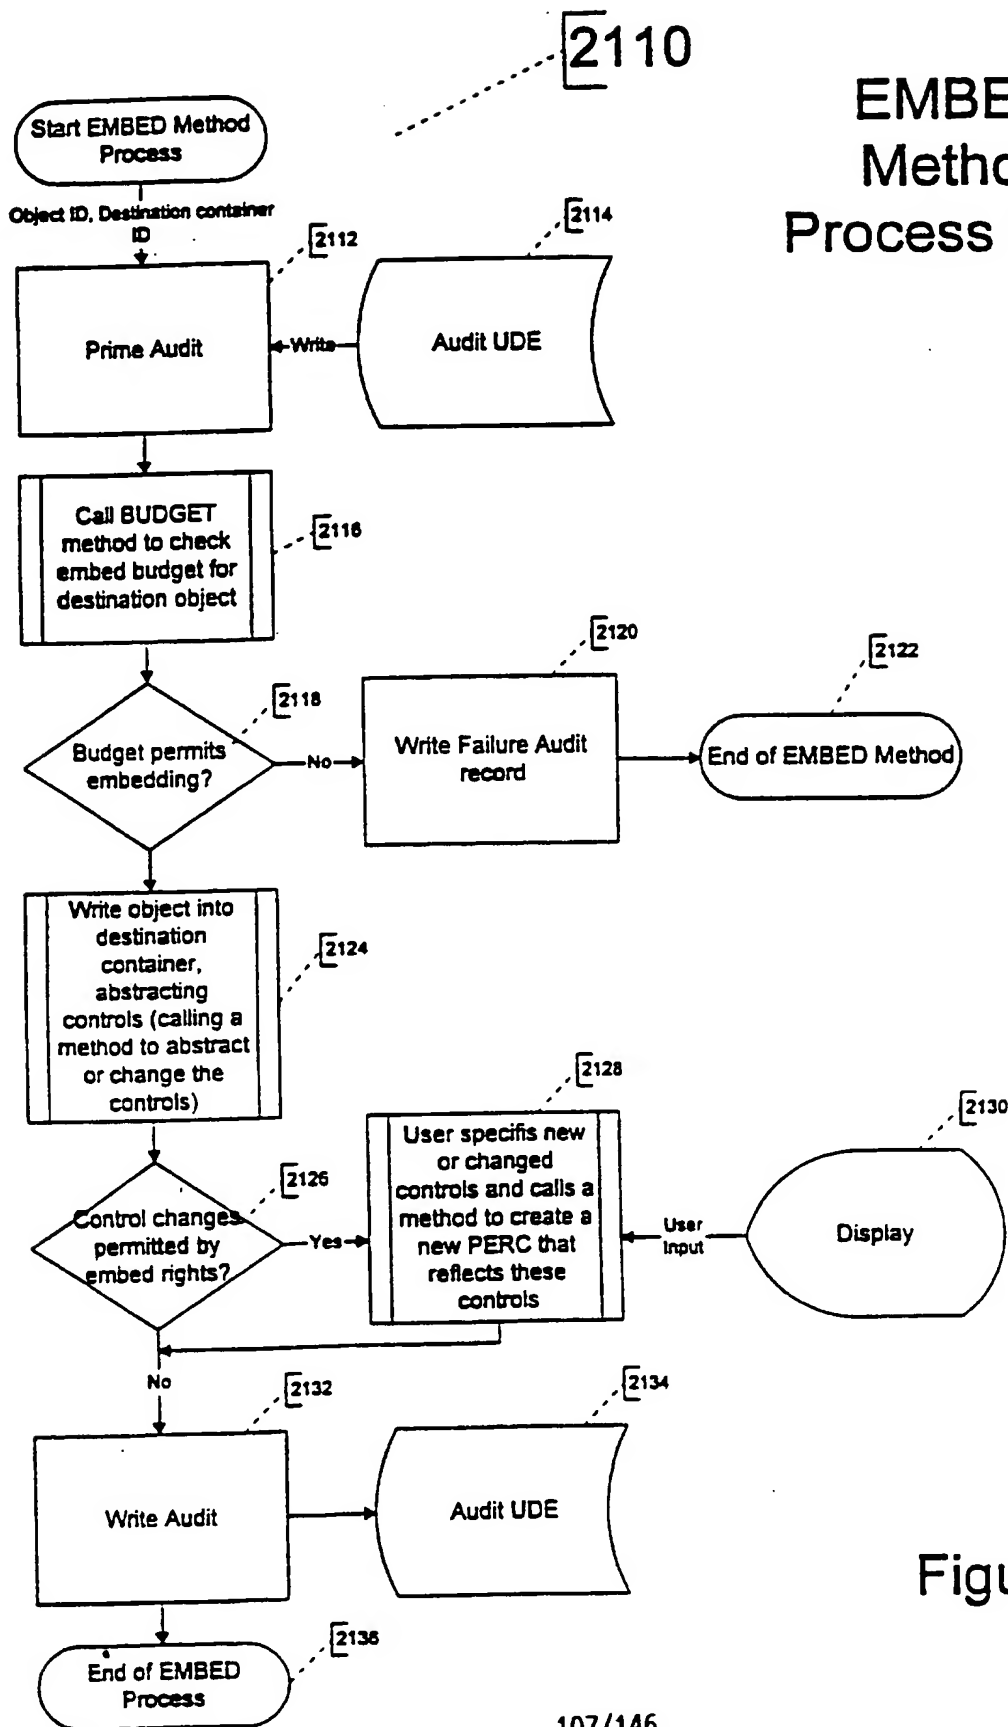 2110
EMBE
Metho
Process
Start EMBED Method
Process
Object ID, Destination container
ID
2112
2114
Prime Audit
Write
Audit UDE
Call BUDGET
method to check
embed budget for
destination object
2116
2118
2120
2122
Budget permits
embedding?
No
Write Failure Audit
record
End of EMBED Method
Write object into
destination
container,
abstracting
controls (calling a
method to abstract
or change the
controls)
2124
2128
2130
User specifis new
or changed
controls and calls a
method to create a
new PERC that
reflects these
controls
2126
Control changes
permitted by
embed rights?
Yes
User
Input
Display
No
2132
2134
Write Audit
Audit UDE
Figu
2136
End of EMBED
Process
107/146